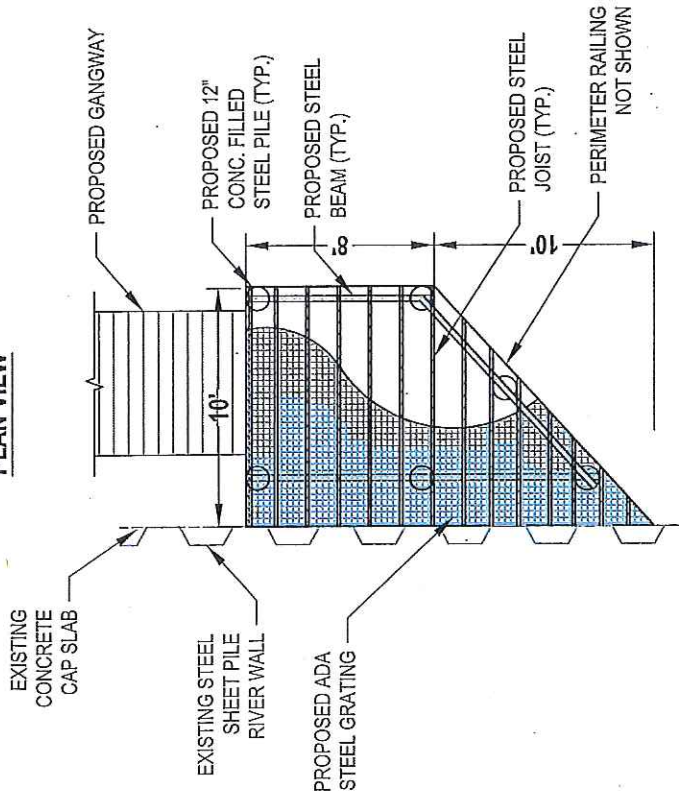 PLAN VIEW
EXISTING
CONCRETE
CAP SLAB
EXISTING STEEL
SHEET PILE
RIVER WALL
PROPOSED ADA
STEEL GRATING
PROPOSED GANGWAY
PROPOSED 12"
CONC. FILLED
STEEL PILE (TYP.)
PROPOSED STEEL
BEAM (TYP.)
PROPOSED STEEL
JOIST (TYP.)
PERIMETER RAILING
NOT SHOWN
10'
8'
10'